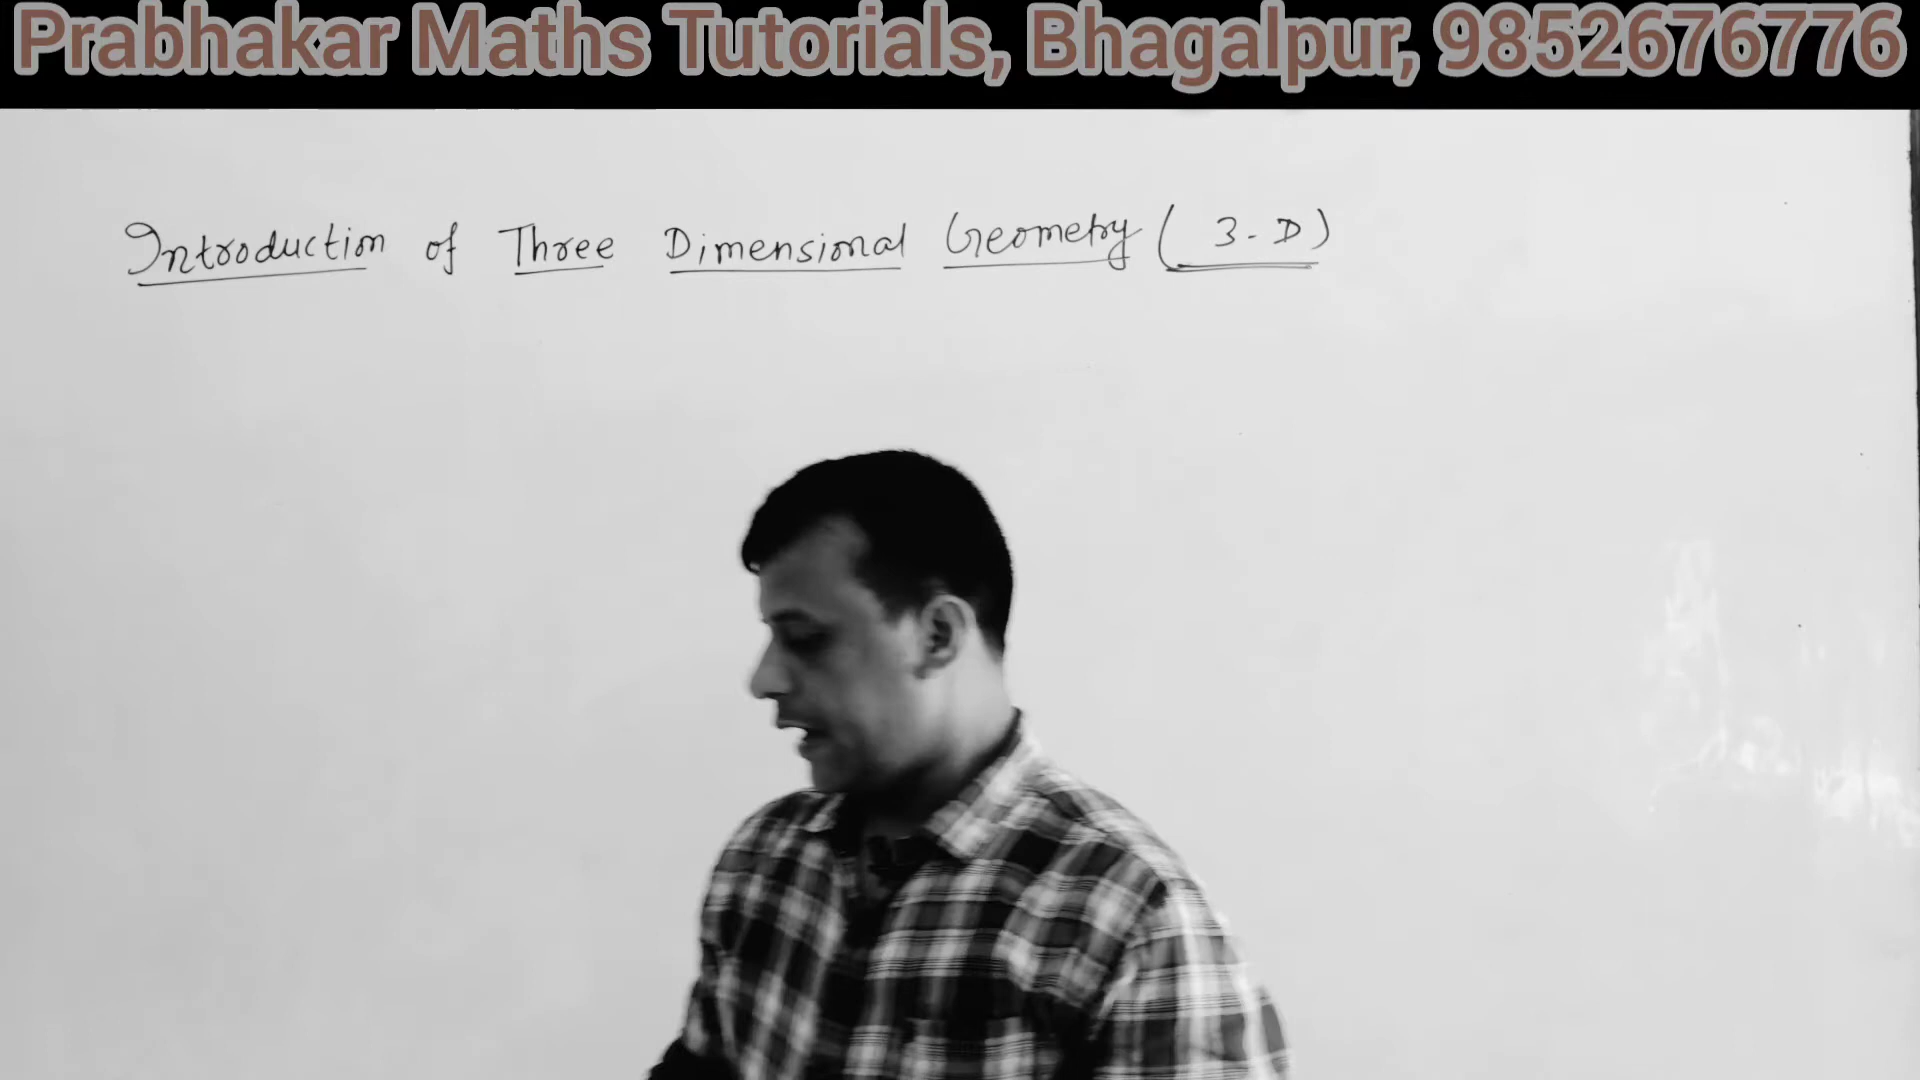 Prabhakar Maths Tutorials, Bhagalpur, 9852676776
Introduction of Three Dimensional Geometry ( 3-D )